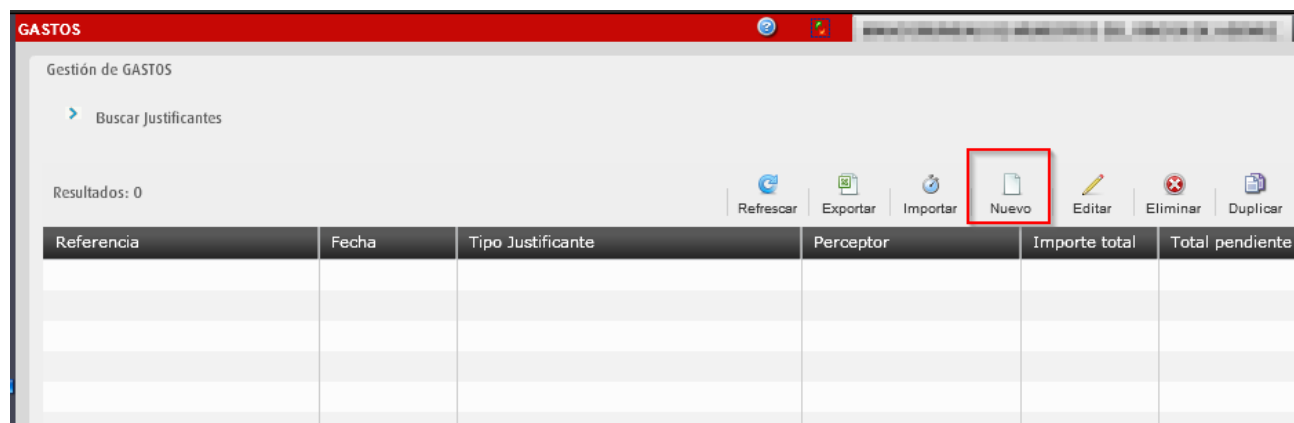 GASTOS
Gestión de GASTOS
Buscar Justificantes
Resultados: 0
Refrescar Exportar Importar Nuevo Editar Eliminar Duplicar
Referencia Fecha Tipo Justificante Perceptor Importe total Total pendiente